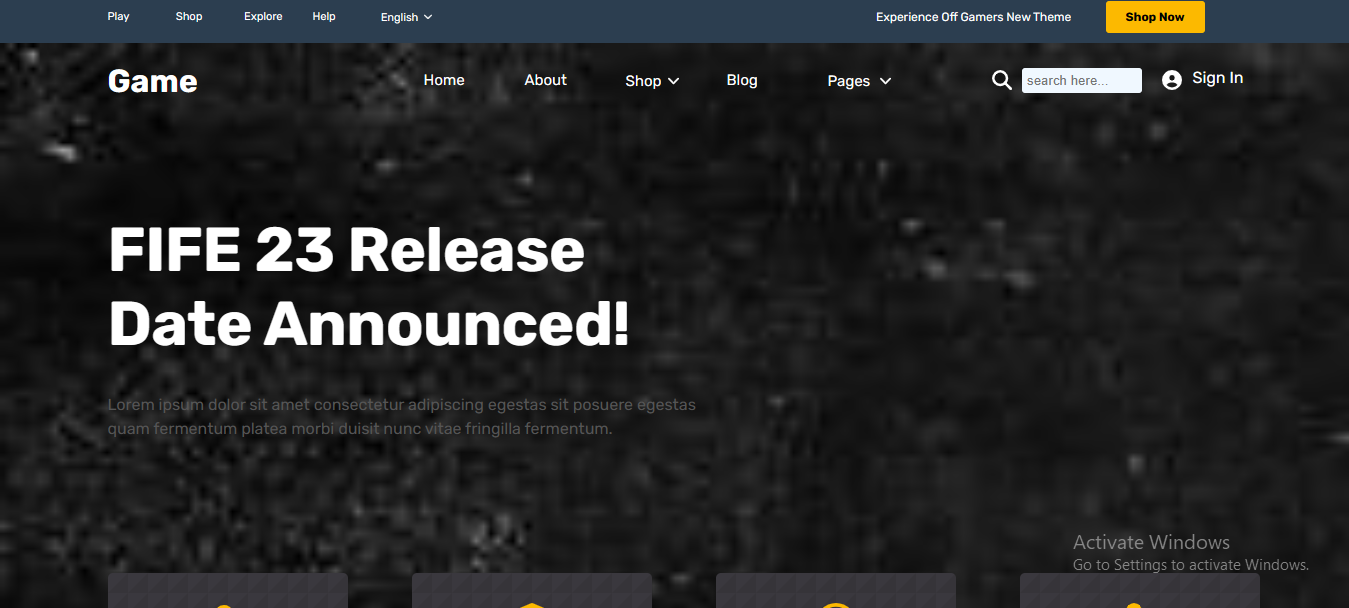 Play Shop Explore Help English Experience Off Gamers New Theme Shop Now
Game Home About Shop Blog Pages search here... Sign In
FIFE 23 Release
Date Announced!
Lorem ipsum dolor sit amet consectetur adipiscing egestas sit posuere egestas
quam fermentum platea morbi duisit nunc vitae fringilla fermentum.
Activate Windows
Go to Settings to activate Windows.